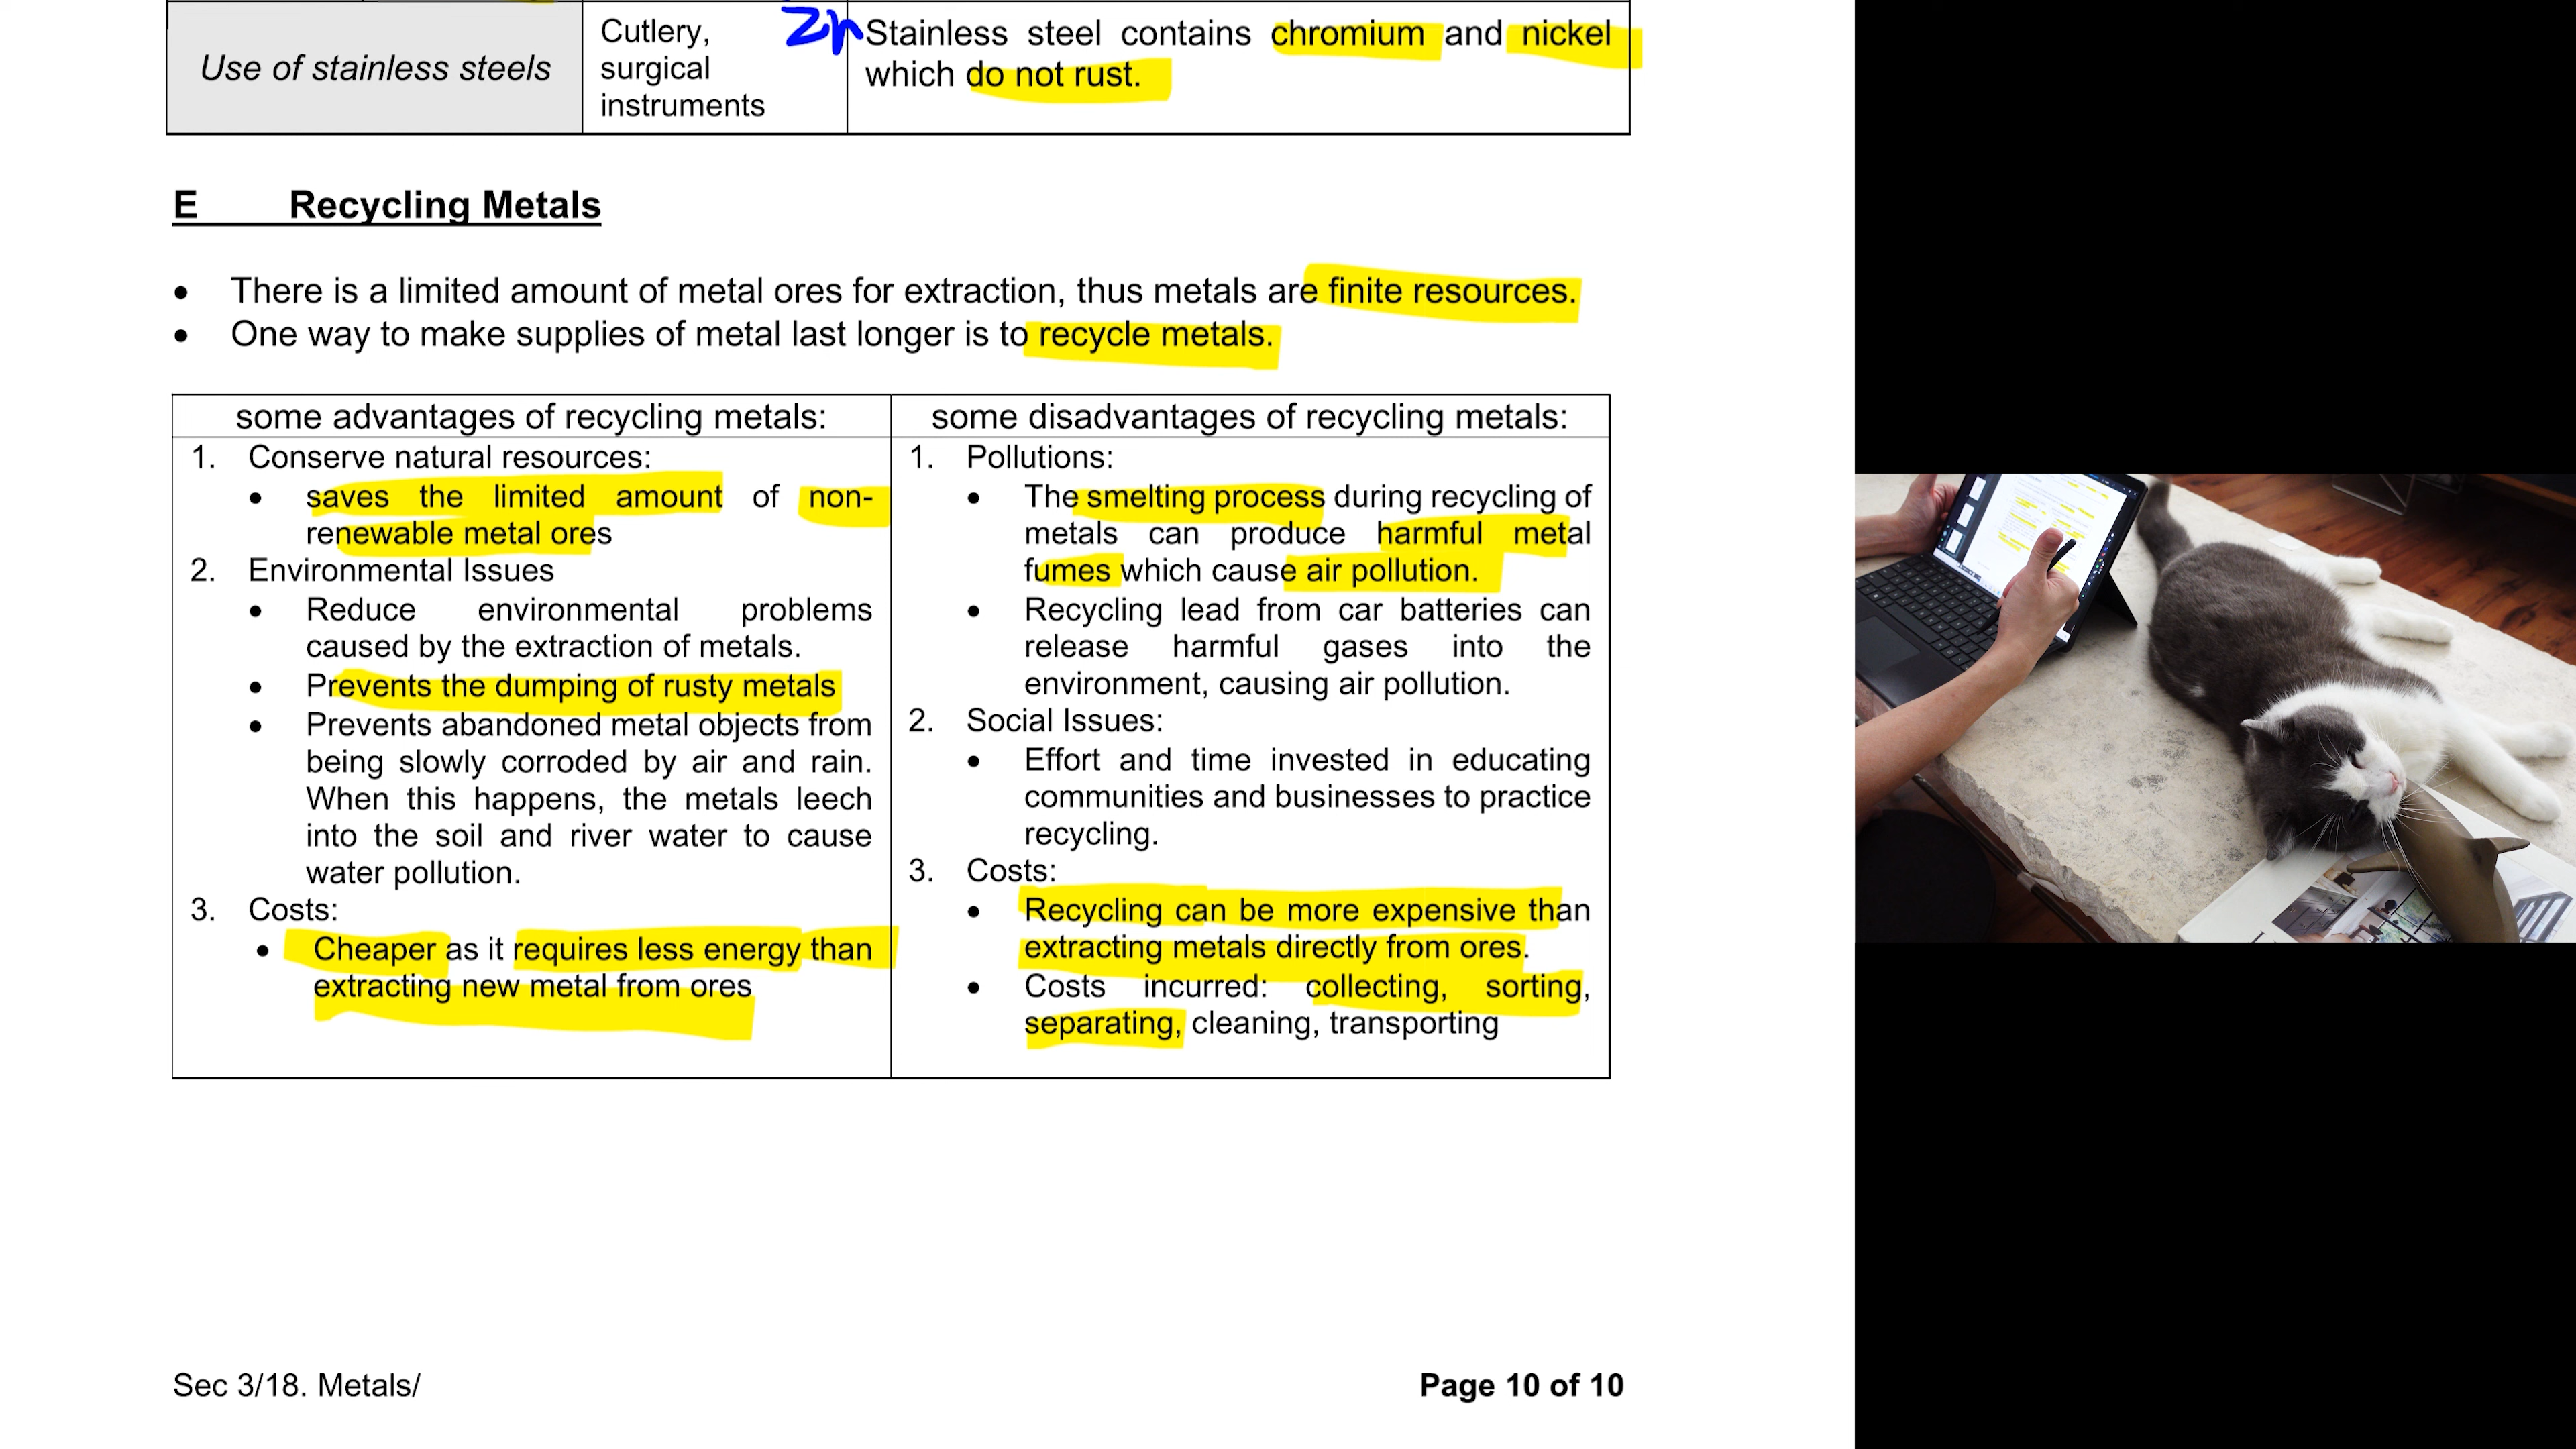 Use of stainless steels
Cutlery,
surgical
instruments
Zn
Stainless steel contains chromium and nickel
which do not rust.
E Recycling Metals
• There is a limited amount of metal ores for extraction, thus metals are finite resources.
• One way to make supplies of metal last longer is to recycle metals.
some advantages of recycling metals:
1. Conserve natural resources:
• saves the limited amount of non-
renewable metal ores
2. Environmental Issues
• Reduce environmental problems
caused by the extraction of metals.
• Prevents the dumping of rusty metals
• Prevents abandoned metal objects from
being slowly corroded by air and rain.
When this happens, the metals leech
into the soil and river water to cause
water pollution.
3. Costs:
• Cheaper as it requires less energy than
extracting new metal from ores
some disadvantages of recycling metals:
1. Pollutions:
• The smelting process during recycling of
metals can produce harmful metal
fumes which cause air pollution.
• Recycling lead from car batteries can
release harmful gases into the
environment, causing air pollution.
2. Social Issues:
• Effort and time invested in educating
communities and businesses to practice
recycling.
3. Costs:
• Recycling can be more expensive than
extracting metals directly from ores.
• Costs incurred: collecting, sorting,
separating, cleaning, transporting
Sec 3/18. Metals/
Page 10 of 10